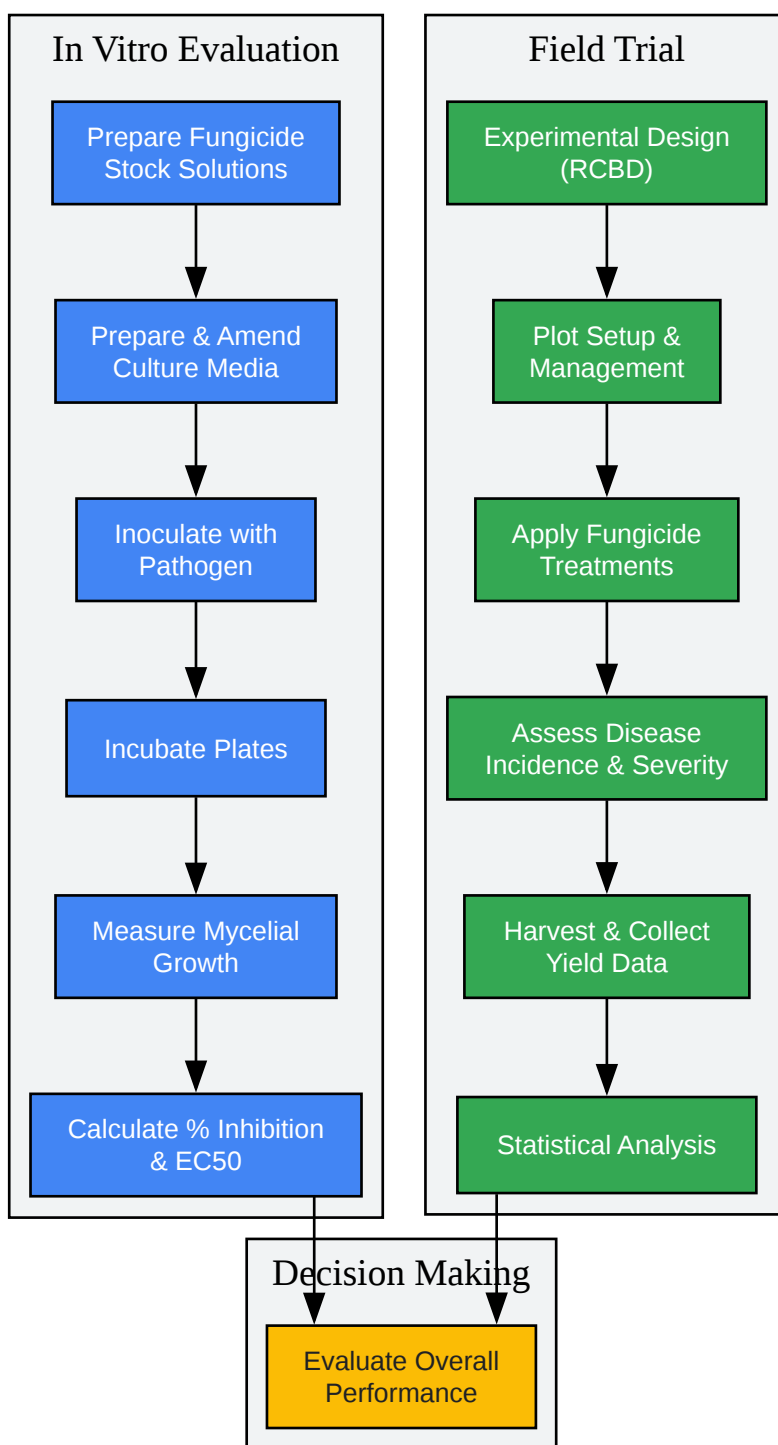 In Vitro Evaluation
Prepare Fungicide
Stock Solutions
Prepare & Amend
Culture Media
Inoculate with
Pathogen
Incubate Plates
Measure Mycelial
Growth
Calculate % Inhibition
& EC50
Field Trial
Experimental Design
(RCBD)
Plot Setup &
Management
Apply Fungicide
Treatments
Assess Disease
Incidence & Severity
Harvest & Collect
Yield Data
Statistical Analysis
Decision Making
Evaluate Overall
Performance